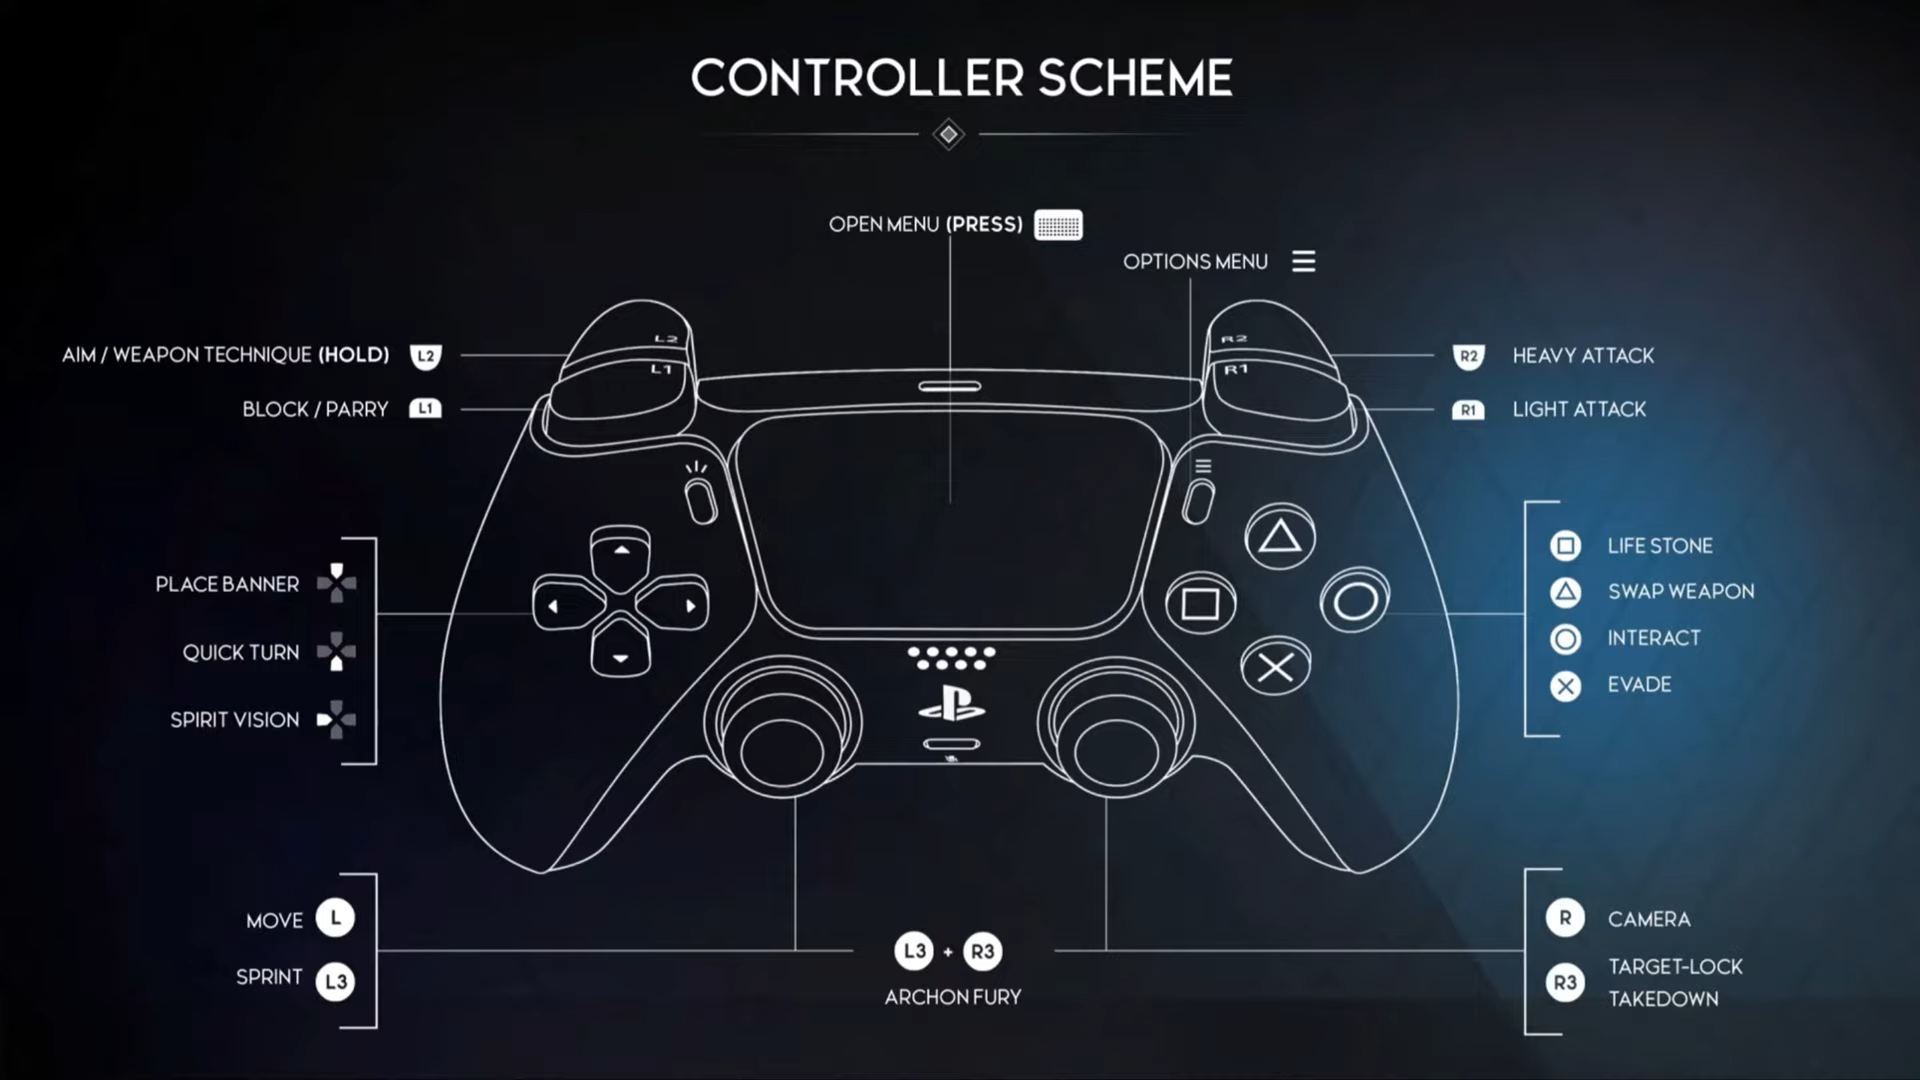 CONTROLLER SCHEME
OPEN MENU (PRESS)
OPTIONS MENU
AIM / WEAPON TECHNIQUE (HOLD) L2
BLOCK / PARRY L1
L2
L1
R2
R1
R2 HEAVY ATTACK
R1 LIGHT ATTACK
PLACE BANNER
QUICK TURN
SPIRIT VISION
LIFE STONE
SWAP WEAPON
INTERACT
EVADE
MOVE L
SPRINT L3
L3 + R3
ARCHON FURY
R CAMERA
R3 TARGET-LOCK
TAKEDOWN